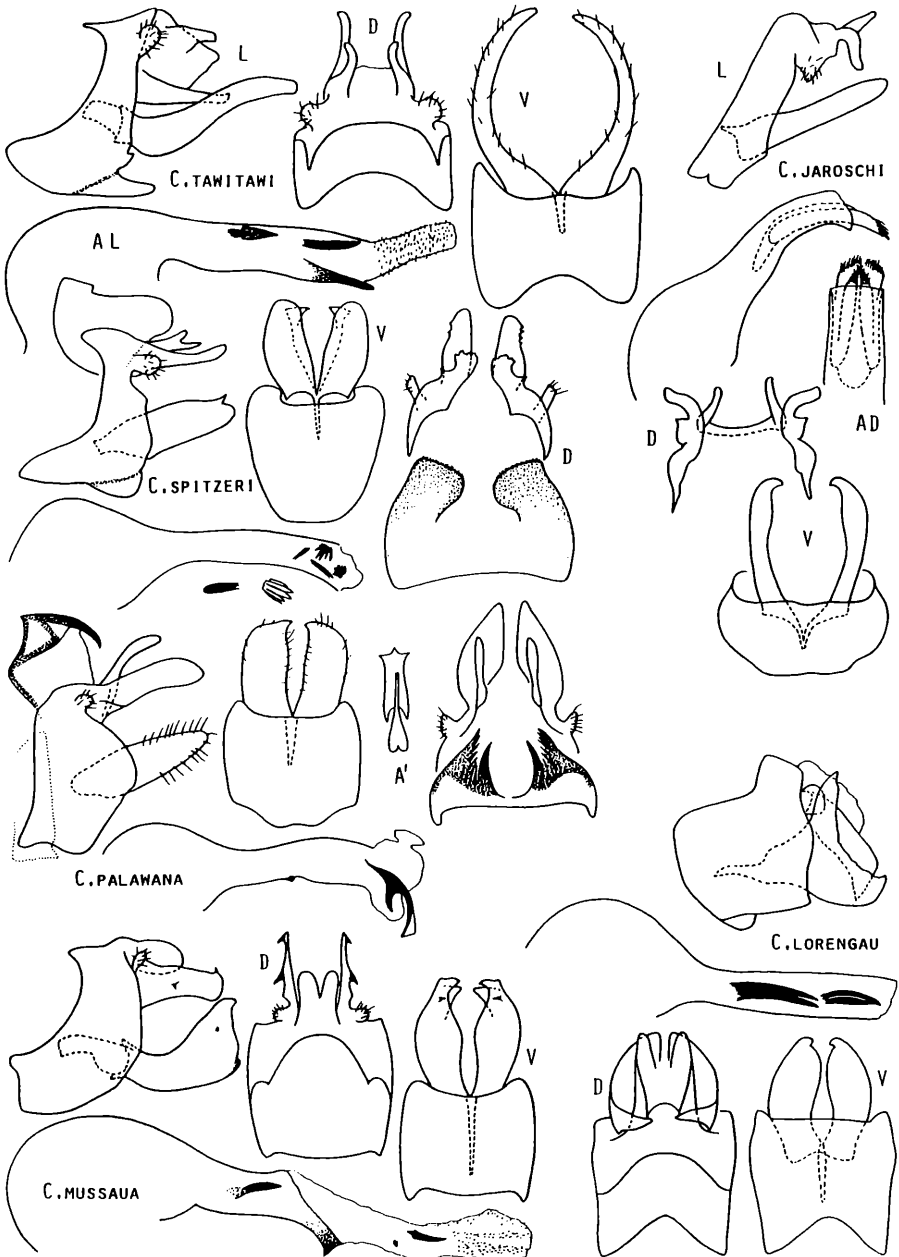 L
D
V
L
C.TAWITAWI
C.JAROSCHI
AL
V
D
C.SPITZERI
AD
D
V
A'
C.PALAWANA
C.LORENGAU
D
V
D
V
C.MUSSAUA